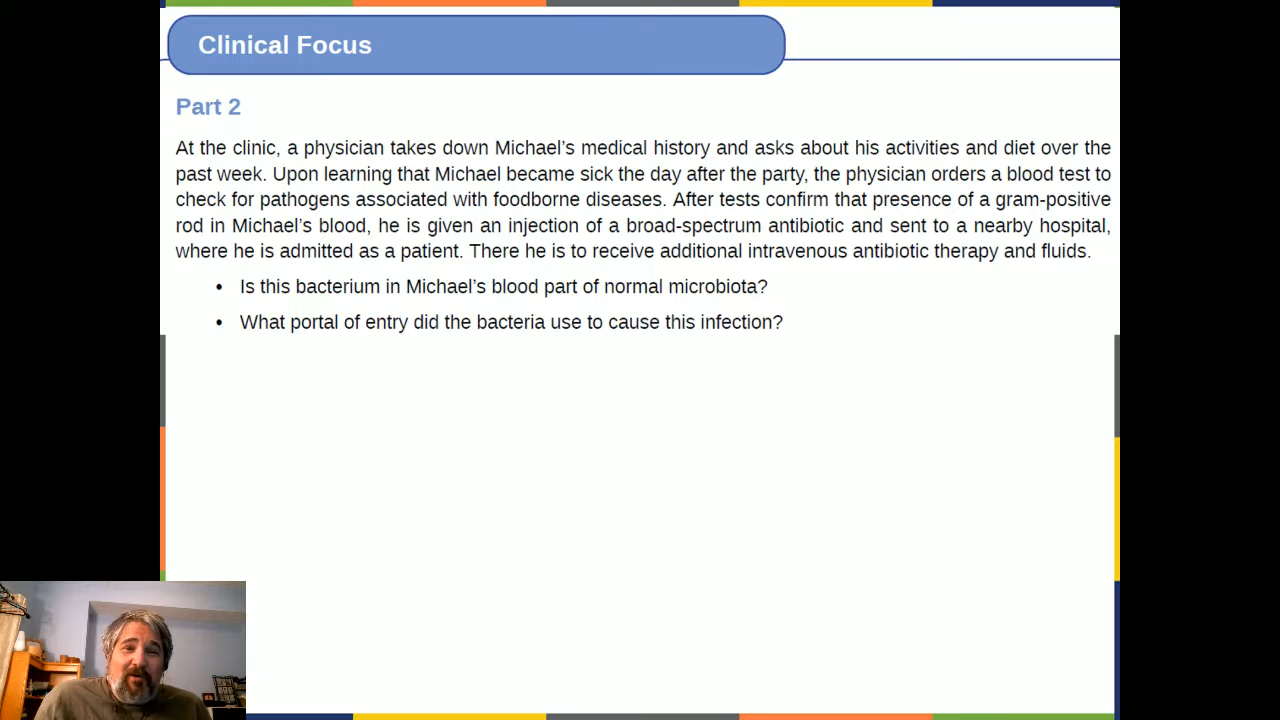 Clinical Focus
Part 2
At the clinic, a physician takes down Michael’s medical history and asks about his activities and diet over the
past week. Upon learning that Michael became sick the day after the party, the physician orders a blood test to
check for pathogens associated with foodborne diseases. After tests confirm that presence of a gram-positive
rod in Michael’s blood, he is given an injection of a broad-spectrum antibiotic and sent to a nearby hospital,
where he is admitted as a patient. There he is to receive additional intravenous antibiotic therapy and fluids.
• Is this bacterium in Michael’s blood part of normal microbiota?
• What portal of entry did the bacteria use to cause this infection?